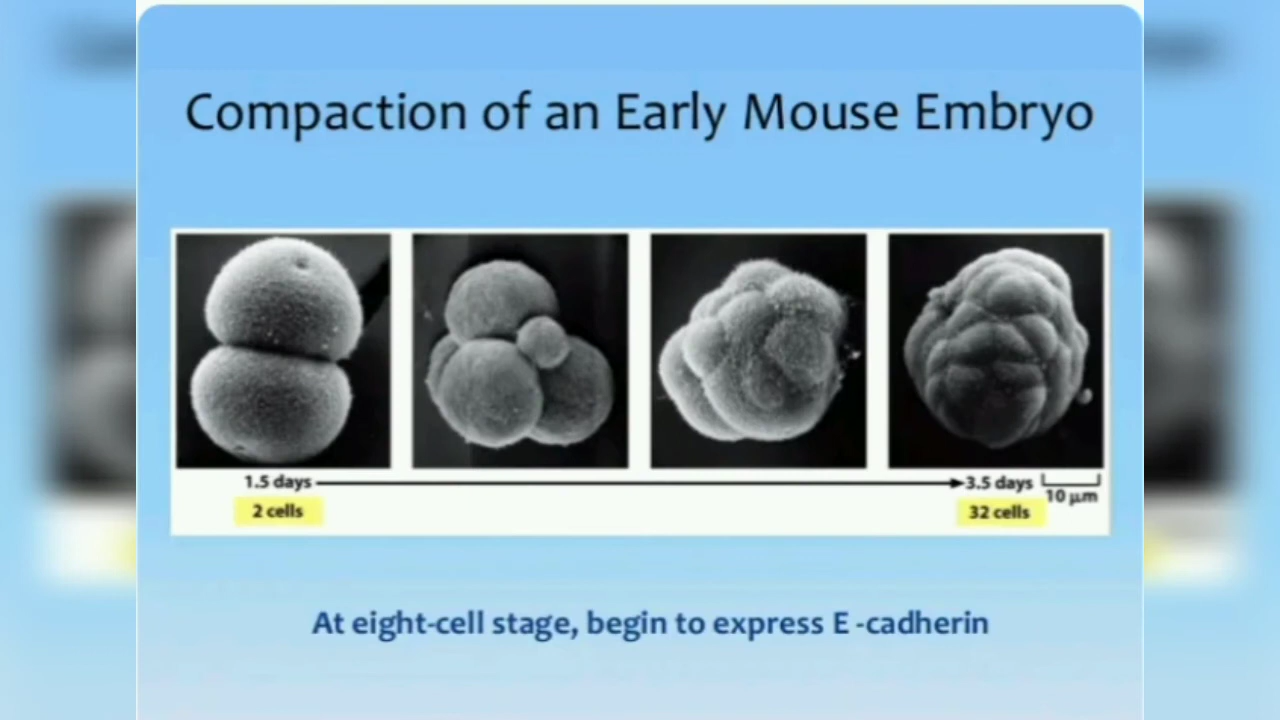 Compaction of an Early Mouse Embryo
1.5 days
3.5 days
10 μm
2 cells
32 cells
At eight-cell stage, begin to express E -cadherin